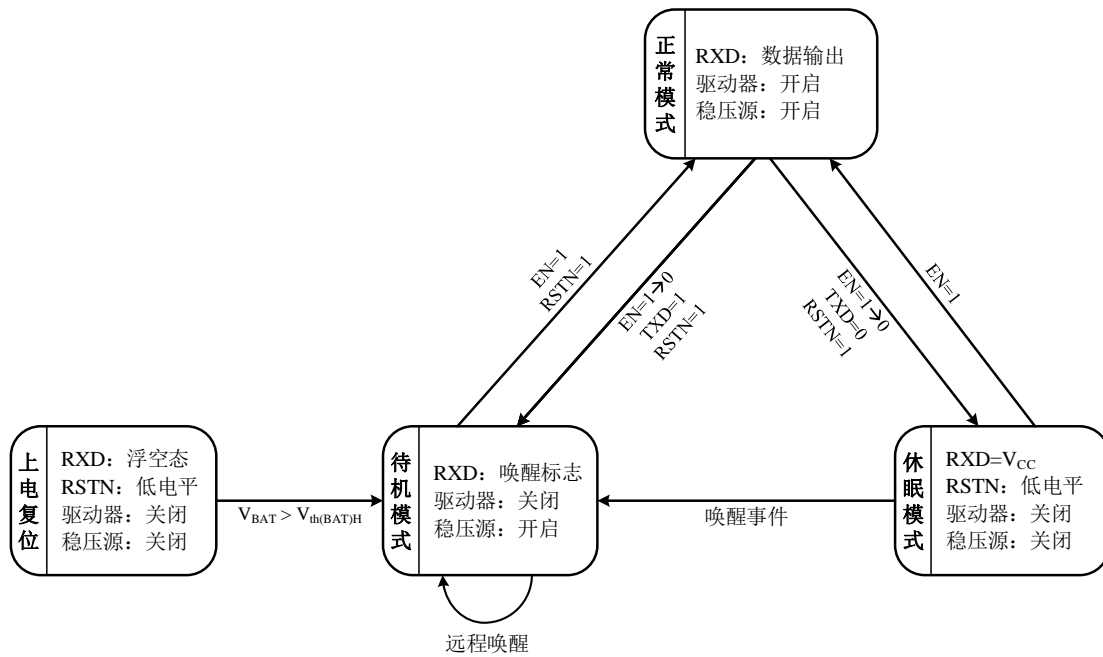 正常模式
RXD：数据输出
驱动器：开启
稳压源：开启
EN=1
RSTN=1
EN=1→0
TXD=1
RSTN=1
EN=1→0
TXD=0
RSTN=1
EN=1
上电复位
RXD：浮空态
RSTN：低电平
驱动器：关闭
稳压源：关闭
VBAT > Vth(BAT)H
待机模式
RXD：唤醒标志
驱动器：关闭
稳压源：开启
远程唤醒
唤醒事件
休眠模式
RXD=VCC
RSTN：低电平
驱动器：关闭
稳压源：关闭